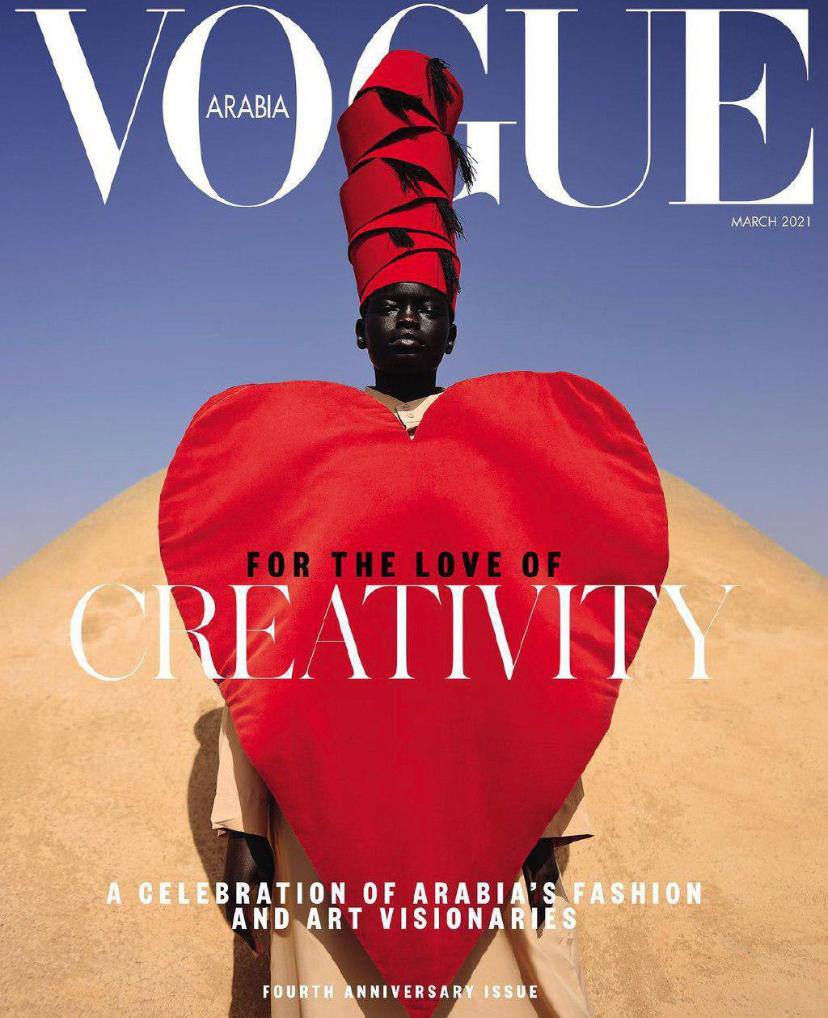 VOGUE
ARABIA
MARCH 2021
FOR THE LOVE OF
CREATIVITY
A CELEBRATION OF ARABIA'S FASHION
AND ART VISIONARIES
FOURTH ANNIVERSARY ISSUE